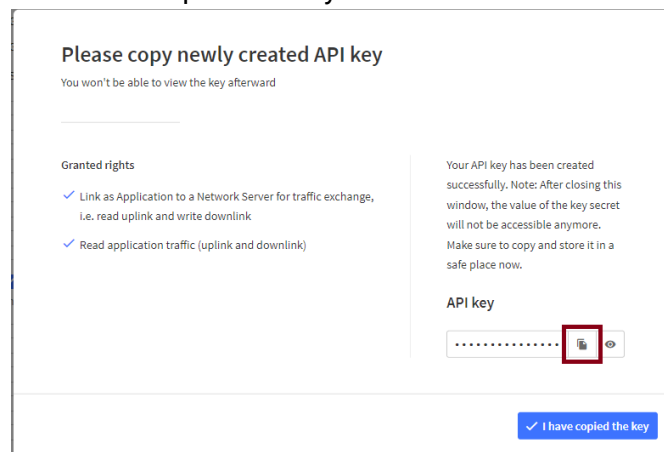 Please copy newly created API key
You won't be able to view the key afterward
Granted rights
Link as Application to a Network Server for traffic exchange,
i.e. read uplink and write downlink
Read application traffic (uplink and downlink)
Your API key has been created
successfully. Note: After closing this
window, the value of the key secret
will not be accessible anymore.
Make sure to copy and store it in a
safe place now.
API key
•••••••••••••••
I have copied the key